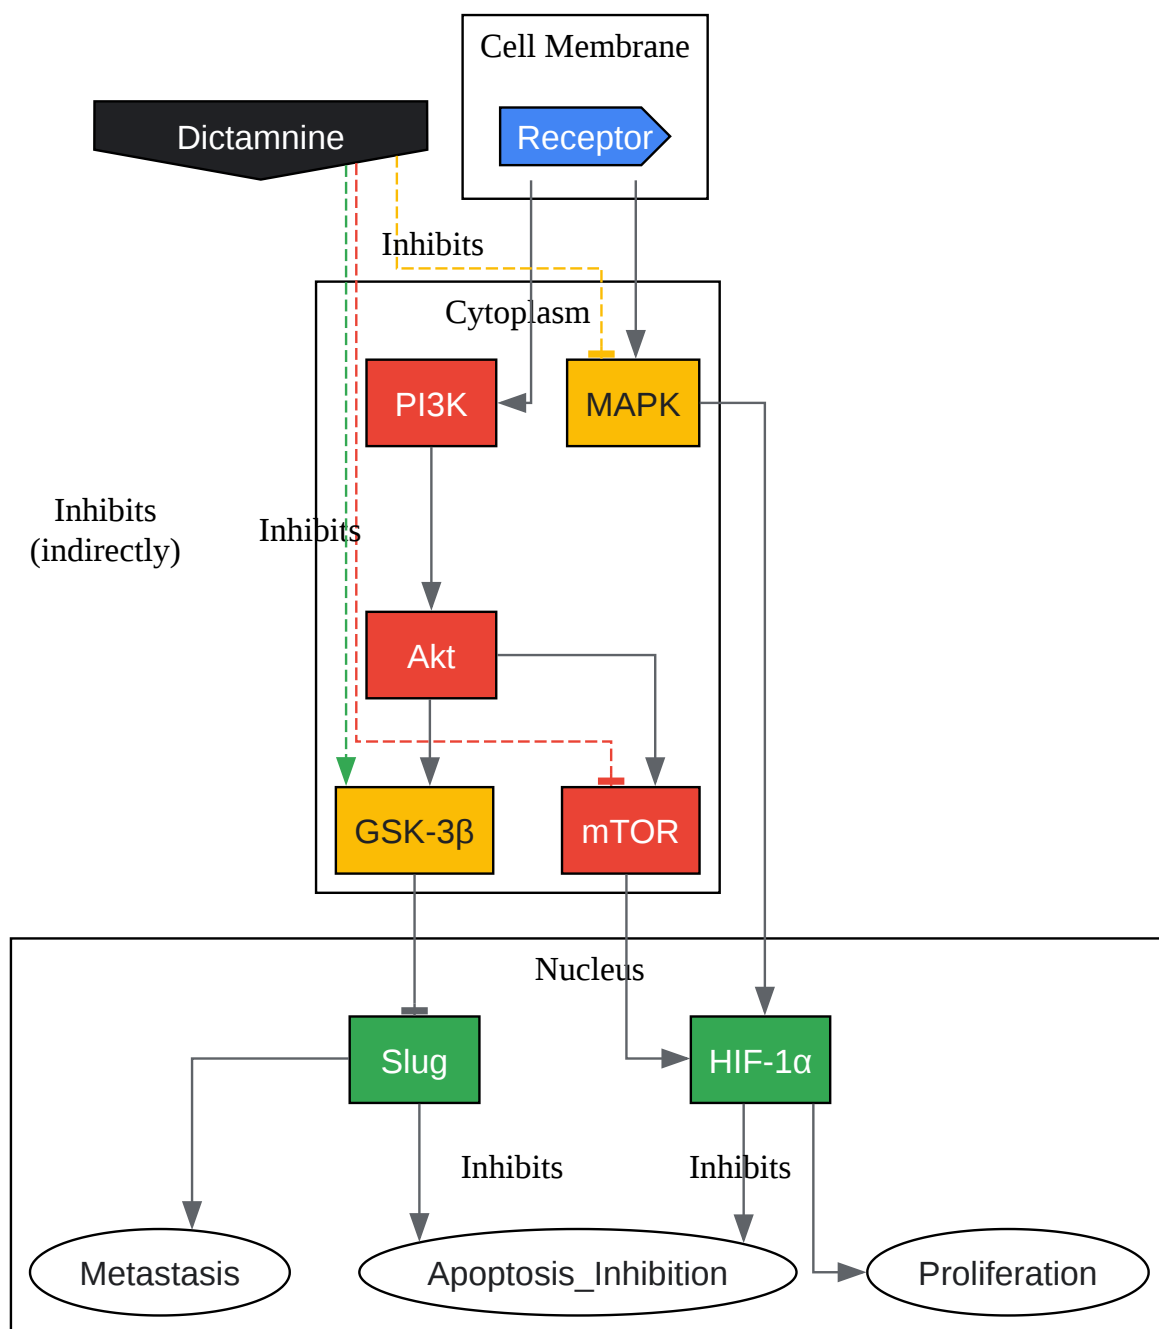 Cell Membrane
Dictamnine
Receptor
Inhibits
Cytoplasm
PI3K
MAPK
Inhibits
(indirectly)
Inhibits
Akt
GSK-3β
mTOR
Nucleus
Slug
HIF-1α
Inhibits
Inhibits
Metastasis
Apoptosis_Inhibition
Proliferation